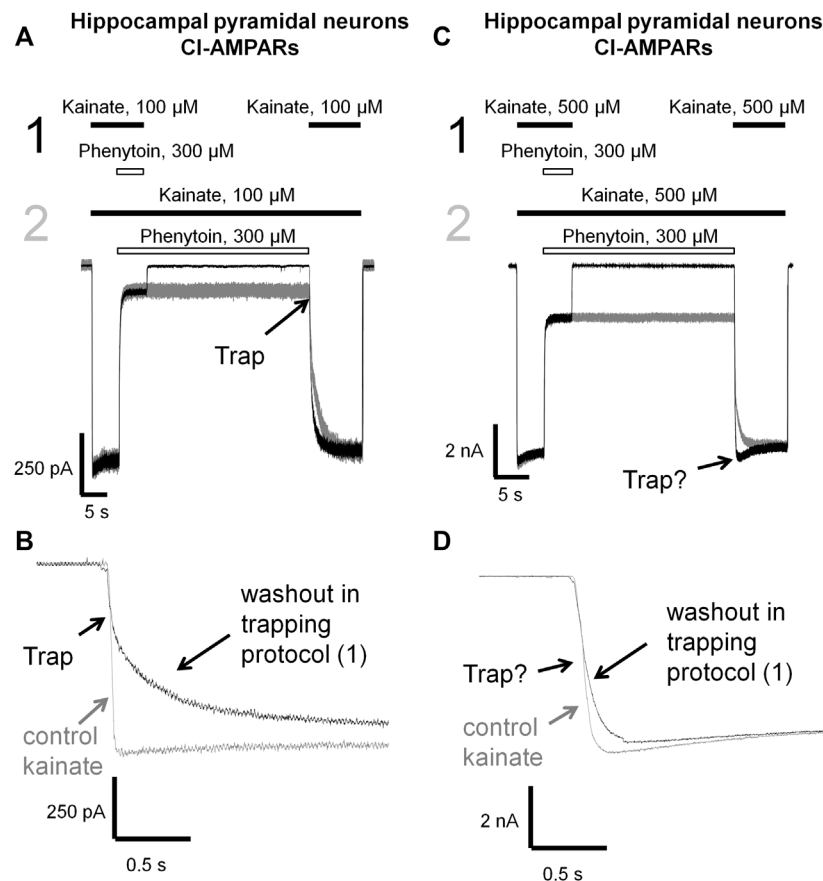 A
Hippocampal pyramidal neurons
CI-AMPARs
Kainate, 100 µM
Kainate, 100 µM
1
Phenytoin, 300 µM
Kainate, 100 µM
2
Phenytoin, 300 µM
Trap
250 pA
5 s
C
Hippocampal pyramidal neurons
CI-AMPARs
Kainate, 500 µM
Kainate, 500 µM
1
Phenytoin, 300 µM
Kainate, 500 µM
2
Phenytoin, 300 µM
2 nA
Trap?
5 s
B
washout in
trapping
protocol (1)
Trap
control
kainate
250 pA
0.5 s
D
washout in
trapping
protocol (1)
Trap?
control
kainate
2 nA
0.5 s